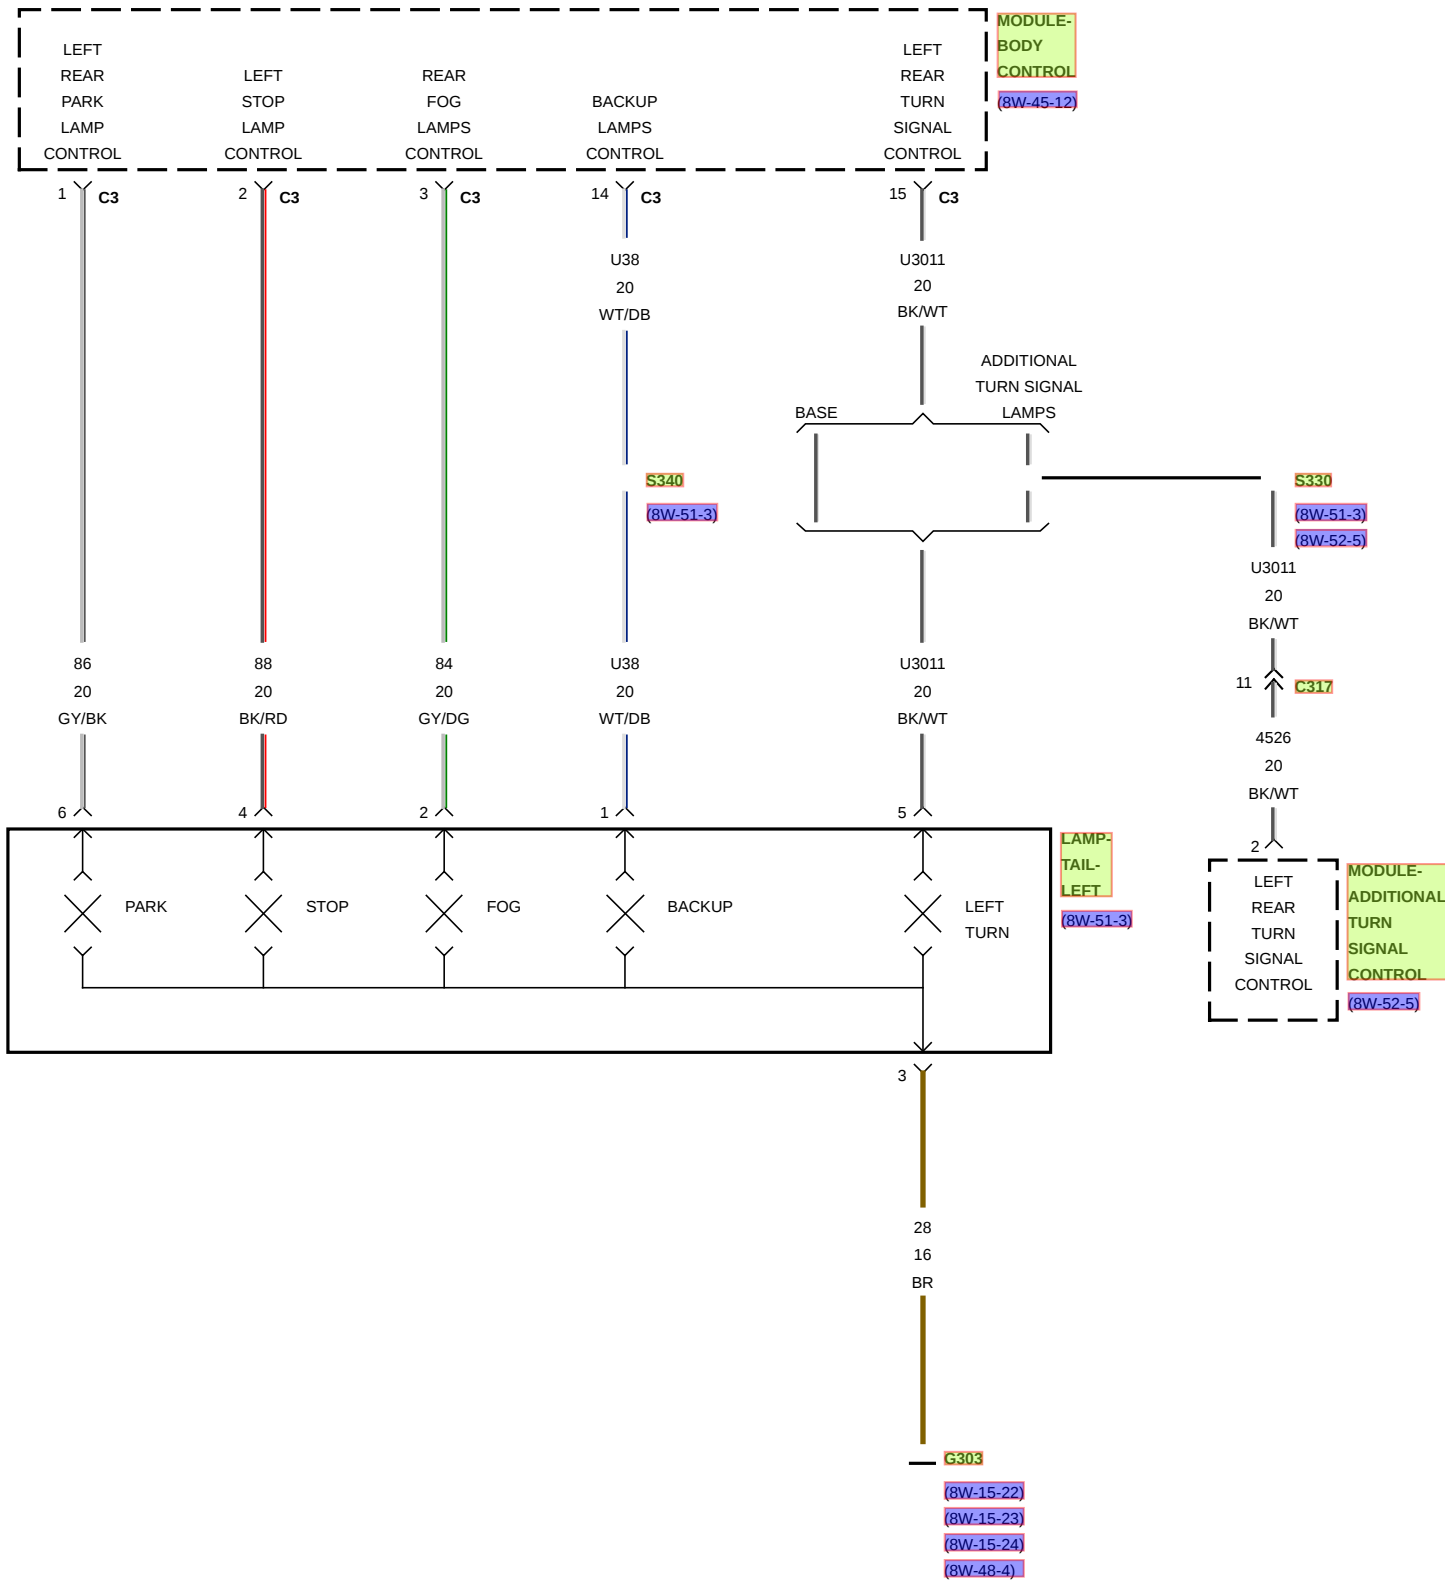 MODULE-
BODY
CONTROL
(8W-45-12)
LEFT
REAR
PARK
LAMP
CONTROL
LEFT
STOP
LAMP
CONTROL
REAR
FOG
LAMPS
CONTROL
BACKUP
LAMPS
CONTROL
LEFT
REAR
TURN
SIGNAL
CONTROL
1 C3
2 C3
3 C3
14 C3
15 C3
U38
20
WT/DB
U3011
20
BK/WT
ADDITIONAL
TURN SIGNAL
LAMPS
BASE
S340
(8W-51-3)
S330
(8W-51-3)
(8W-52-5)
U3011
20
BK/WT
11
C317
4526
20
BK/WT
2
86
20
GY/BK
88
20
BK/RD
84
20
GY/DG
U38
20
WT/DB
U3011
20
BK/WT
6
4
2
1
5
LAMP-
TAIL-
LEFT
(8W-51-3)
PARK
STOP
FOG
BACKUP
LEFT
TURN
LEFT
REAR
TURN
SIGNAL
CONTROL
MODULE-
ADDITIONAL
TURN
SIGNAL
CONTROL
(8W-52-5)
3
28
16
BR
G303
(8W-15-22)
(8W-15-23)
(8W-15-24)
(8W-48-4)